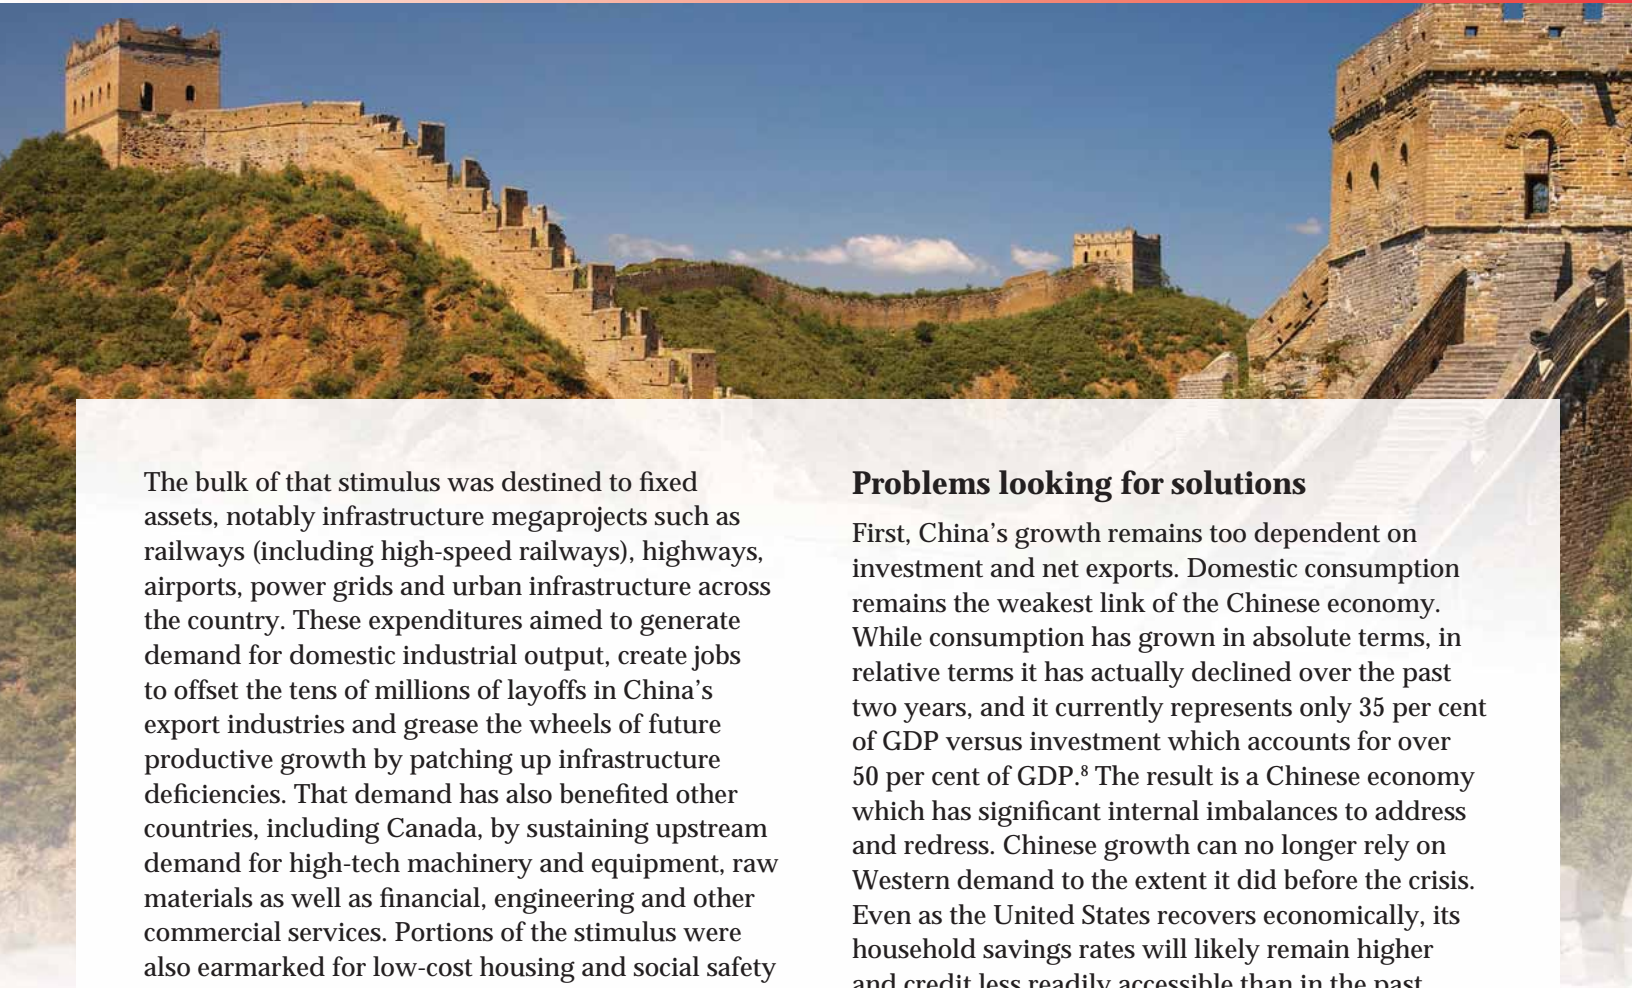 The bulk of that stimulus was destined to fixed
assets, notably infrastructure megaprojects such as
railways (including high-speed railways), highways,
airports, power grids and urban infrastructure across
the country. These expenditures aimed to generate
demand for domestic industrial output, create jobs
to offset the tens of millions of layoffs in China’s
export industries and grease the wheels of future
productive growth by patching up infrastructure
deficiencies. That demand has also benefited other
countries, including Canada, by sustaining upstream
demand for high-tech machinery and equipment, raw
materials as well as financial, engineering and other
commercial services. Portions of the stimulus were
also earmarked for low-cost housing and social safety
Problems looking for solutions
First, China’s growth remains too dependent on
investment and net exports. Domestic consumption
remains the weakest link of the Chinese economy.
While consumption has grown in absolute terms, in
relative terms it has actually declined over the past
two years, and it currently represents only 35 per cent
of GDP versus investment which accounts for over
50 per cent of GDP.⁸ The result is a Chinese economy
which has significant internal imbalances to address
and redress. Chinese growth can no longer rely on
Western demand to the extent it did before the crisis.
Even as the United States recovers economically, its
household savings rates will likely remain higher
and credit less readily accessible than in the past